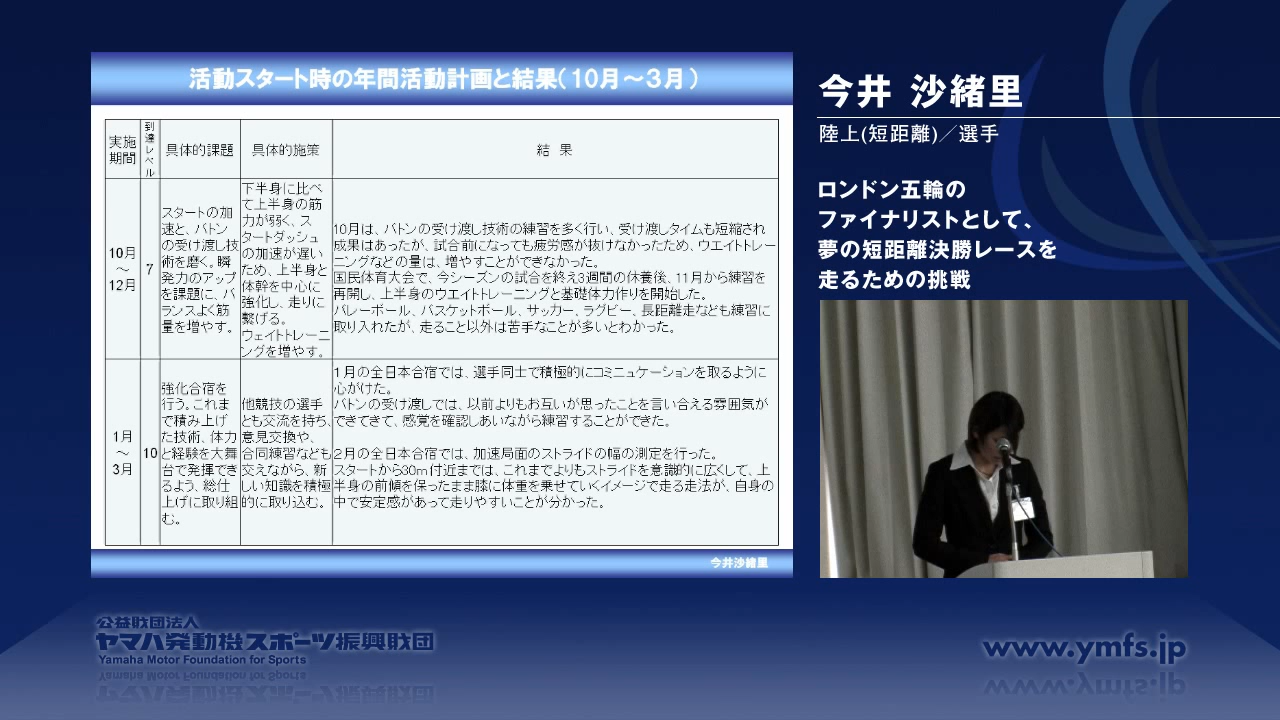 活動スタート時の年間活動計画と結果(10月～3月)
実施
期間
到達レベル
具体的課題
具体的施策
結 果
10月
～
12月
7
スタートの加
速と、バトン
の受け渡し技
術を磨く。瞬
発力のアップ
を課題に、バ
ランスよく筋
量を増やす。
下半身に比べ
て上半身の筋
力が弱く、ス
タートダッシュ
の加速が遅い
ため、上半身と
体幹を中心に
強化し、走りに
繋げる。
ウェイトトレーニ
ングを増やす。
10月は、バトンの受け渡し技術の練習を多く行い、受け渡しタイムも短縮され
成果はあったが、試合前になっても疲労感が抜けなかったため、ウエイトトレー
ニングなどの量は、増やすことができなかった。
国民体育大会で、今シーズンの試合を終え3週間の休養後、11月から練習を
再開し、上半身のウエイトトレーニングと基礎体力作りを開始した。
バレーボール、バスケットボール、サッカー、ラグビー、長距離走なども練習に
取り入れたが、走ること以外は苦手なことが多いとわかった。
1月
～
3月
10
強化合宿を
行う。これま
で積み上げ
た技術、体力
と経験を大舞
台で発揮でき
るよう、総仕
上げに取り組
む。
他競技の選手
とも交流を持ち、
意見交換や、
合同練習なども
交えながら、新
しい知識を積極
的に取り込む。
1月の全日本合宿では、選手同士で積極的にコミュニケーションを取るように
心がけた。
バトンの受け渡しでは、以前よりもお互いが思ったことを言い合える雰囲気が
できてきて、感覚を確認しあいながら練習することができた。
2月の全日本合宿では、加速局面のストライドの幅の測定を行った。
スタートから30m付近までは、これまでよりもストライドを意識的に広くして、上
半身の前傾を保ったまま膝に体重を乗せていくイメージで走る走法が、自身の
中で安定感があって走りやすいことが分かった。
今井沙緒里
今井 沙緒里
陸上(短距離)／選手
ロンドン五輪の
ファイナリストとして、
夢の短距離決勝レースを
走るための挑戦
公益財団法人
ヤマハ発動機スポーツ振興財団
Yamaha Motor Foundation for Sports
www.ymfs.jp